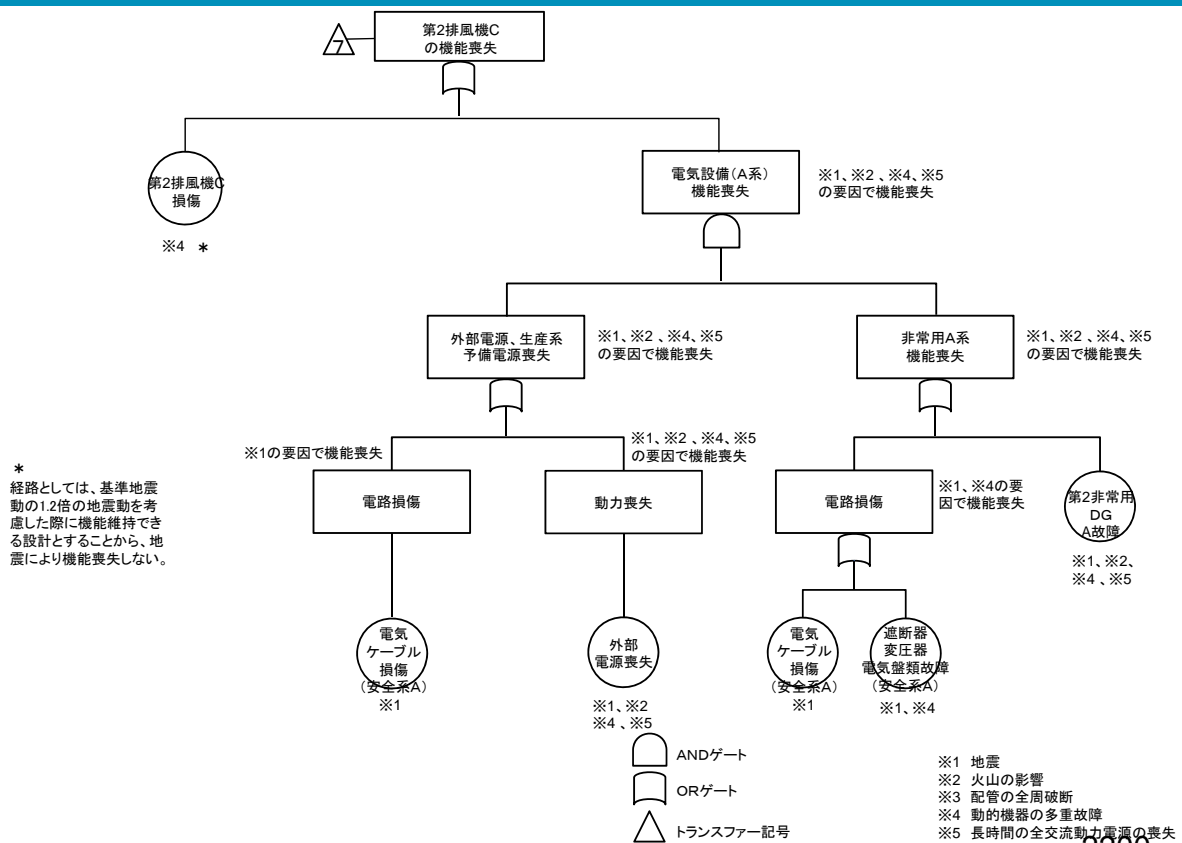 第2排風機C
の機能喪失
7
第2排風機C
損傷
※4 *
電気設備(A系)
機能喪失
※1、※2 、※4、※5
の要因で機能喪失
外部電源、生産系
予備電源喪失
※1、※2 、※4、※5
の要因で機能喪失
非常用A系
機能喪失
※1、※2 、※4、※5
の要因で機能喪失
※1の要因で機能喪失
※1、※2 、※4、※5
の要因で機能喪失
電路損傷
動力喪失
電路損傷
※1、※4の要
因で機能喪失
第2非常用
DG
A故障
※1、※2、
※4 、※5
*
経路としては、基準地震
動の1.2倍の地震動を考
慮した際に機能維持でき
る設計とすることから、地
震により機能喪失しない。
電気
ケーブル
損傷
(安全系A)
※1
外部
電源喪失
※1、※2
※4 、※5
電気
ケーブル
損傷
(安全系A)
※1
遮断器
変圧器
電気盤類故障
(安全系A)
※1、※4
ANDゲート
ORゲート
トランスファー記号
※1 地震
※2 火山の影響
※3 配管の全周破断
※4 動的機器の多重故障
※5 長時間の全交流動力電源の喪失